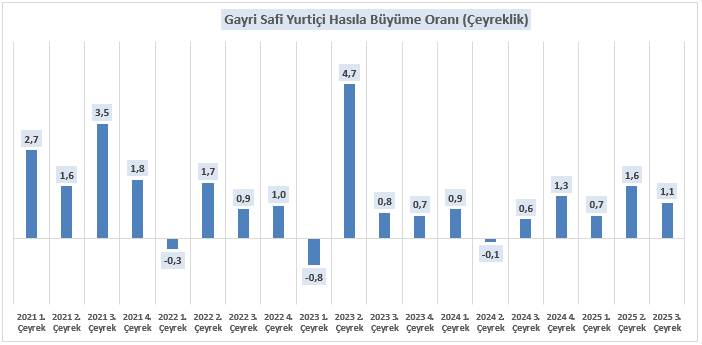 Gayri Safi Yurtiçi Hasıla Büyüme Oranı (Çeyreklik)
2,7
1,6
3,5
1,8
-0,3
1,7
0,9
1,0
-0,8
4,7
0,8
0,7
0,9
-0,1
0,6
1,3
0,7
1,6
1,1
2021 1. Çeyrek
2021 2. Çeyrek
2021 3. Çeyrek
2021 4. Çeyrek
2022 1. Çeyrek
2022 2. Çeyrek
2022 3. Çeyrek
2022 4. Çeyrek
2023 1. Çeyrek
2023 2. Çeyrek
2023 3. Çeyrek
2023 4. Çeyrek
2024 1. Çeyrek
2024 2. Çeyrek
2024 3. Çeyrek
2024 4. Çeyrek
2025 1. Çeyrek
2025 2. Çeyrek
2025 3. Çeyrek